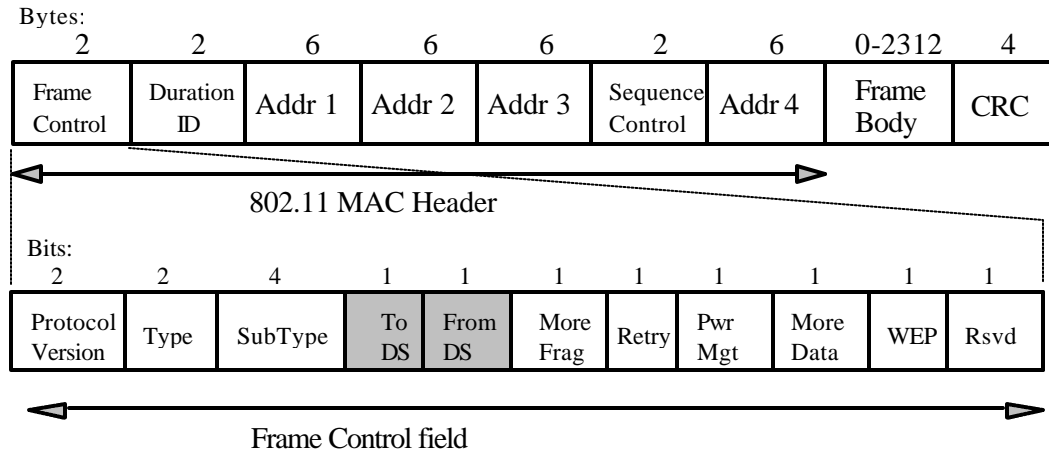 Bytes:
2 2 6 6 6 2 6 0-2312 4
Frame Control
Duration ID
Addr 1
Addr 2
Addr 3
Sequence Control
Addr 4
Frame Body
CRC
802.11 MAC Header
Bits:
2 2 4 1 1 1 1 1 1 1 1
Protocol Version
Type
SubType
To DS
From DS
More Frag
Retry
Pwr Mgt
More Data
WEP
Rsvd
Frame Control field